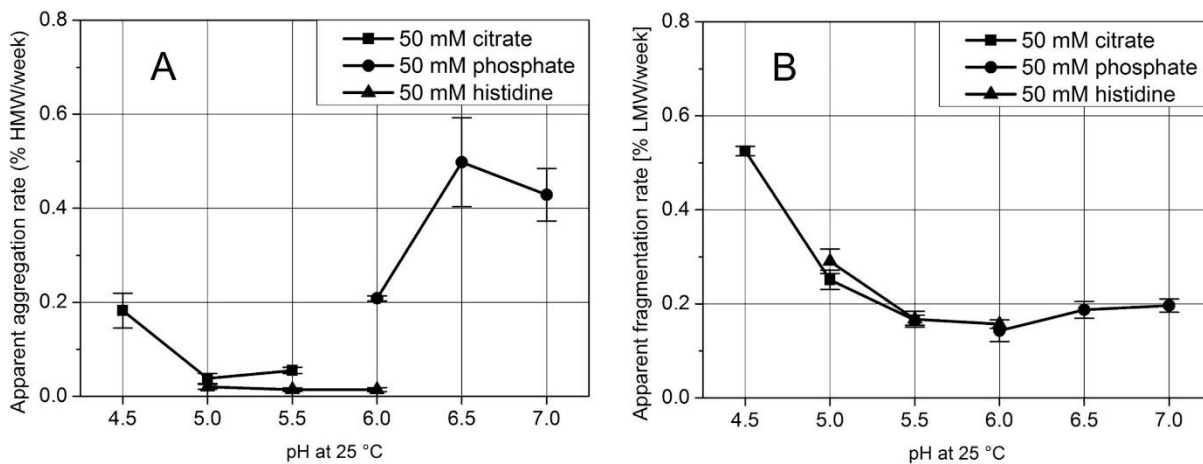 A
50 mM citrate
50 mM phosphate
50 mM histidine
Apparent aggregation rate (% HMW/week)
0.8
0.6
0.4
0.2
0.0
4.5 5.0 5.5 6.0 6.5 7.0
pH at 25 °C
B
50 mM citrate
50 mM phosphate
50 mM histidine
Apparent fragmentation rate [% LMW/week]
0.8
0.6
0.4
0.2
0.0
4.5 5.0 5.5 6.0 6.5 7.0
pH at 25 °C